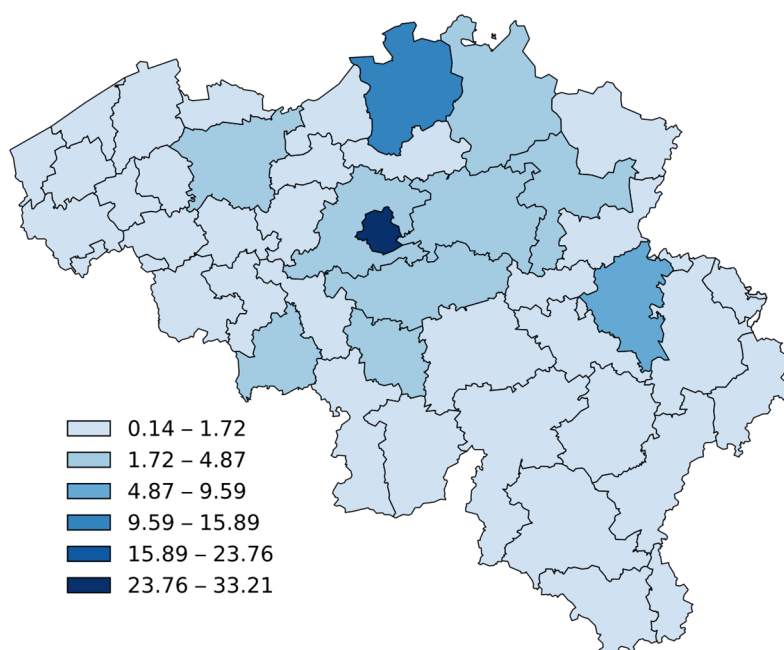 0.14 – 1.72
1.72 – 4.87
4.87 – 9.59
9.59 – 15.89
15.89 – 23.76
23.76 – 33.21